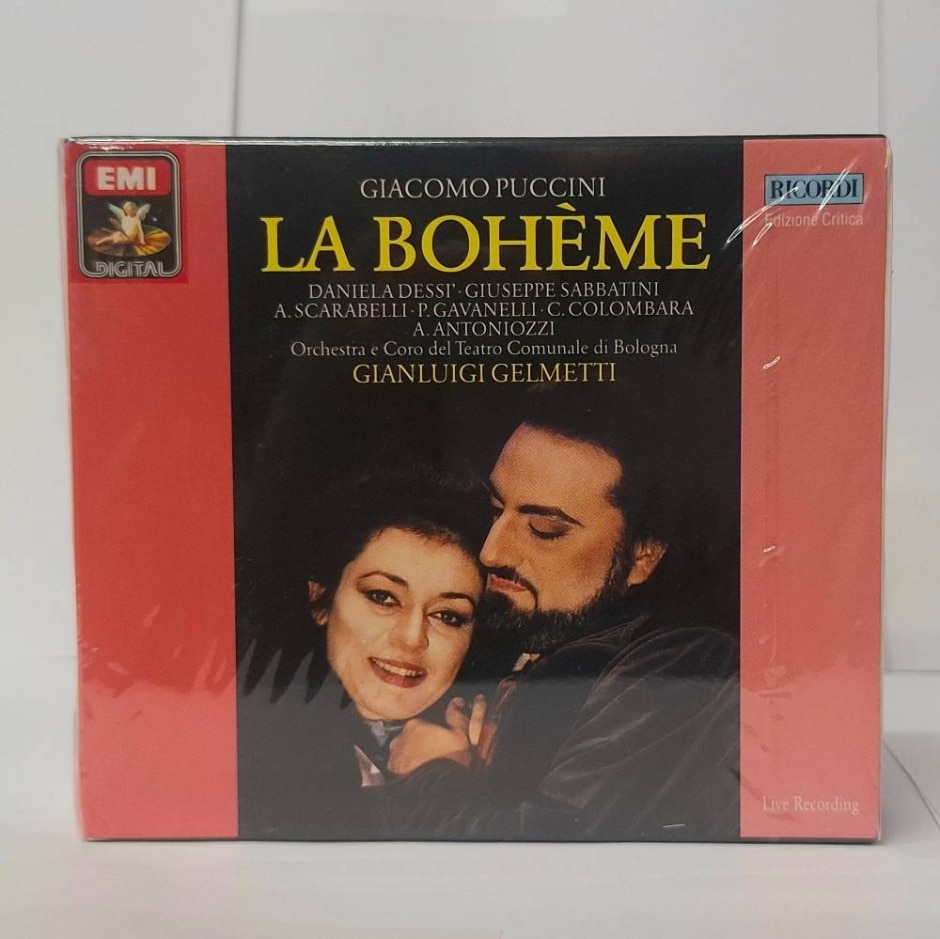 EMI
DIGITAL
GIACOMO PUCCINI
LA BOHÈME
DANIELA DESSI'·GIUSEPPE SABBATINI
A. SCARABELLI·P. GAVANELLI·C. COLOMBARA
A. ANTONIOZZI
Orchestra e Coro del Teatro Comunale di Bologna
GIANLUIGI GELMETTI
RICORDI
Edizione Critica
Live Recording